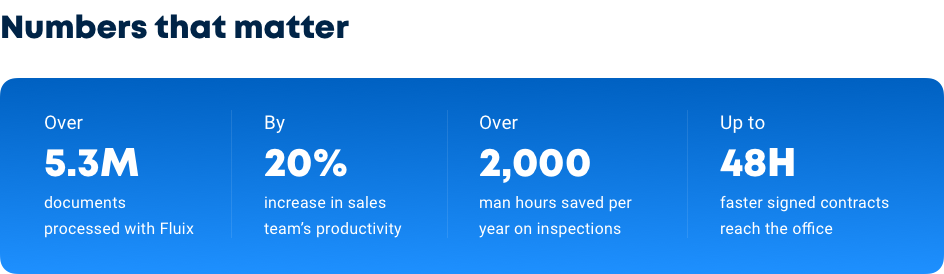 Numbers that matter
Over
5.3M
documents
processed with Fluix
By
20%
increase in sales
team's productivity
Over
2,000
man hours saved per
year on inspections
Up to
48H
faster signed contracts
reach the office